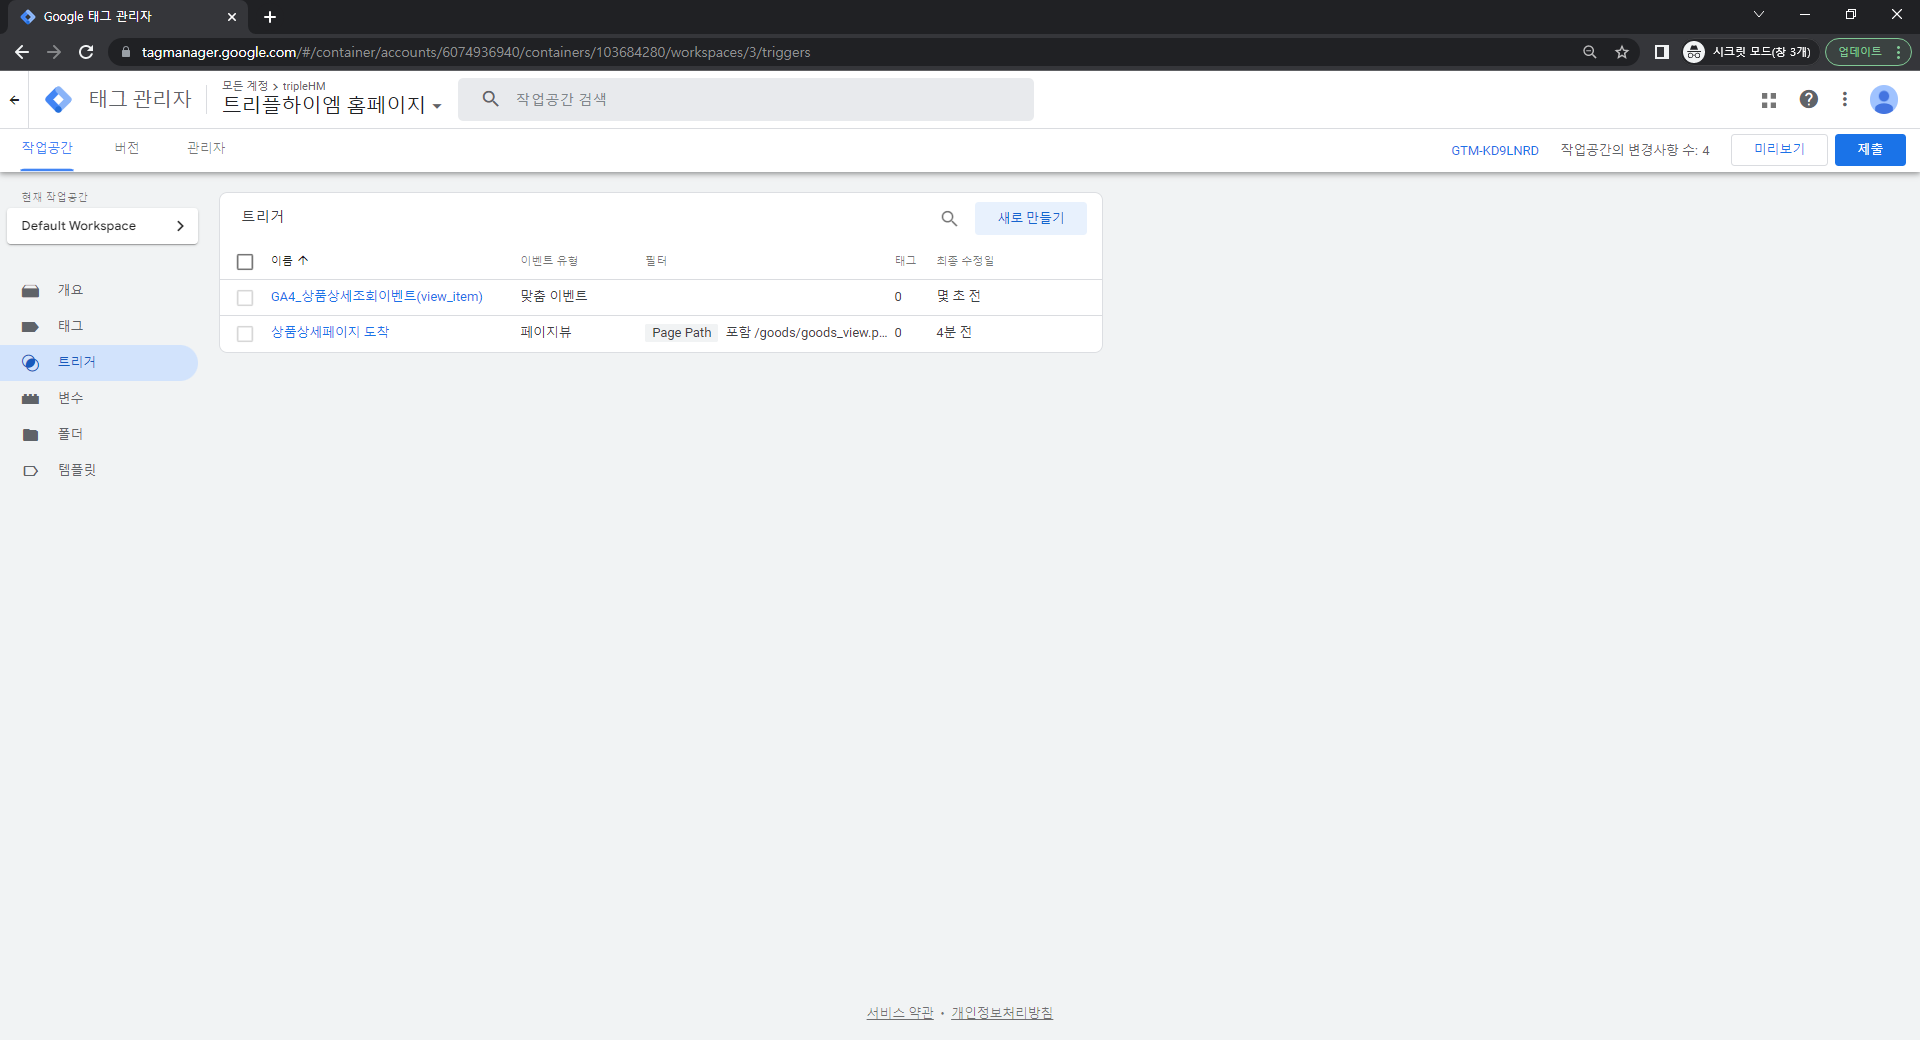 Google 태그 관리자
tagmanager.google.com/#/container/accounts/6074936940/containers/103684280/workspaces/3/triggers
시크릿 모드(창 3개)
업데이트
태그 관리자
모든 계정 > tripleHM
트리플하이엠 홈페이지
작업공간 검색
작업공간
버전
관리자
GTM-KD9LNRD
작업공간의 변경사항 수: 4
미리보기
제출
현재 작업공간
Default Workspace
개요
태그
트리거
변수
폴더
템플릿
트리거
새로 만들기
이름 이벤트 유형 필터 태그 최종 수정일
GA4_상품상세조회이벤트(view_item) 맞춤 이벤트 0 몇 초 전
상품상세페이지 도착 페이지뷰 Page Path 포함 /goods/goods_view.p... 0 4분 전
서비스 약관 • 개인정보처리방침